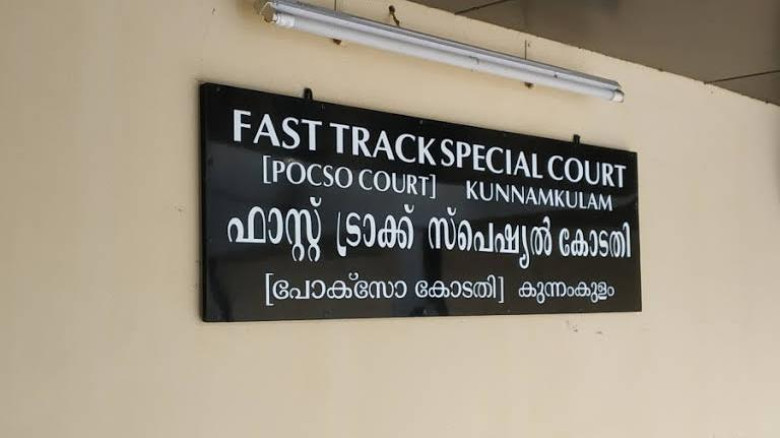 FAST TRACK SPECIAL COURT
[POCSO COURT] KUNNAMKULAM
ഫാസ്റ്റ് ട്രാക്ക് സ്പെഷ്യൽ കോടതി
[പോക്സോ കോടതി] കുന്നംകുളം